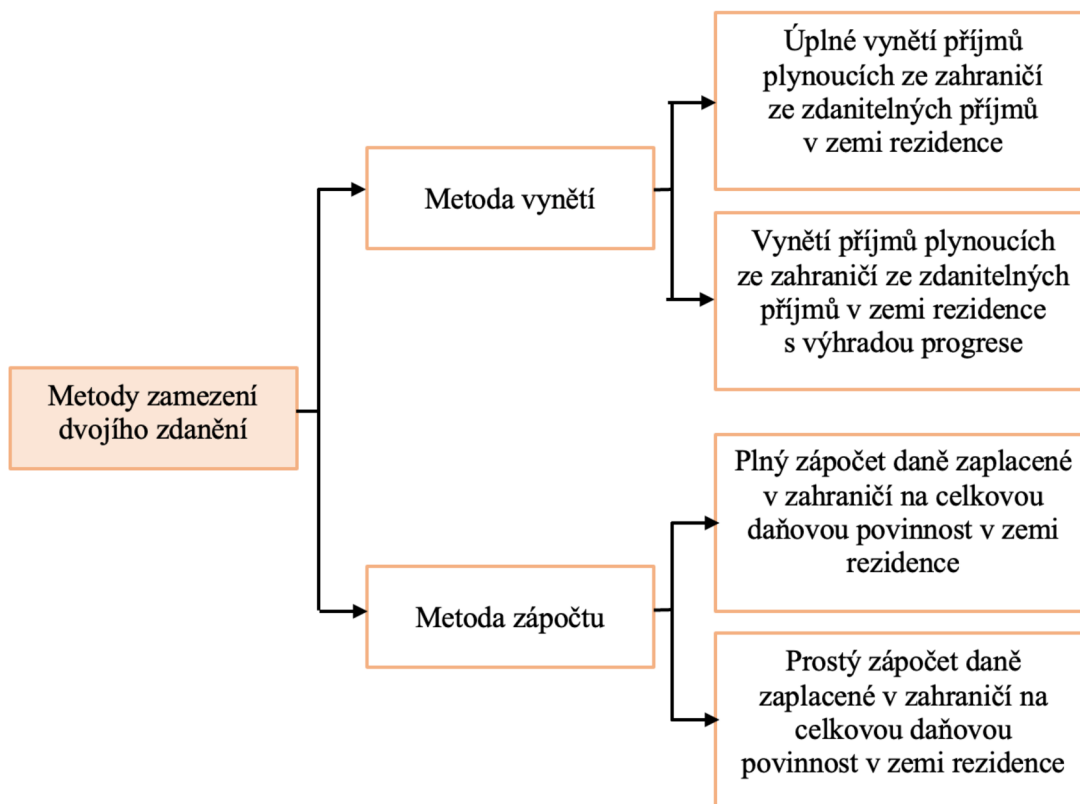 Metody zamezení
dvojího zdanění
Metoda vynětí
Úplné vynětí příjmů
plynoucích ze zahraničí
ze zdanitelných příjmů
v zemi rezidence
Vynětí příjmů plynoucích
ze zahraničí ze zdanitelných
příjmů v zemi rezidence
s výhradou progrese
Metoda zápočtu
Plný zápočet daně zaplacené
v zahraničí na celkovou
daňovou povinnost v zemi
rezidence
Prostý zápočet daně
zaplacené v zahraničí na
celkovou daňovou
povinnost v zemi rezidence